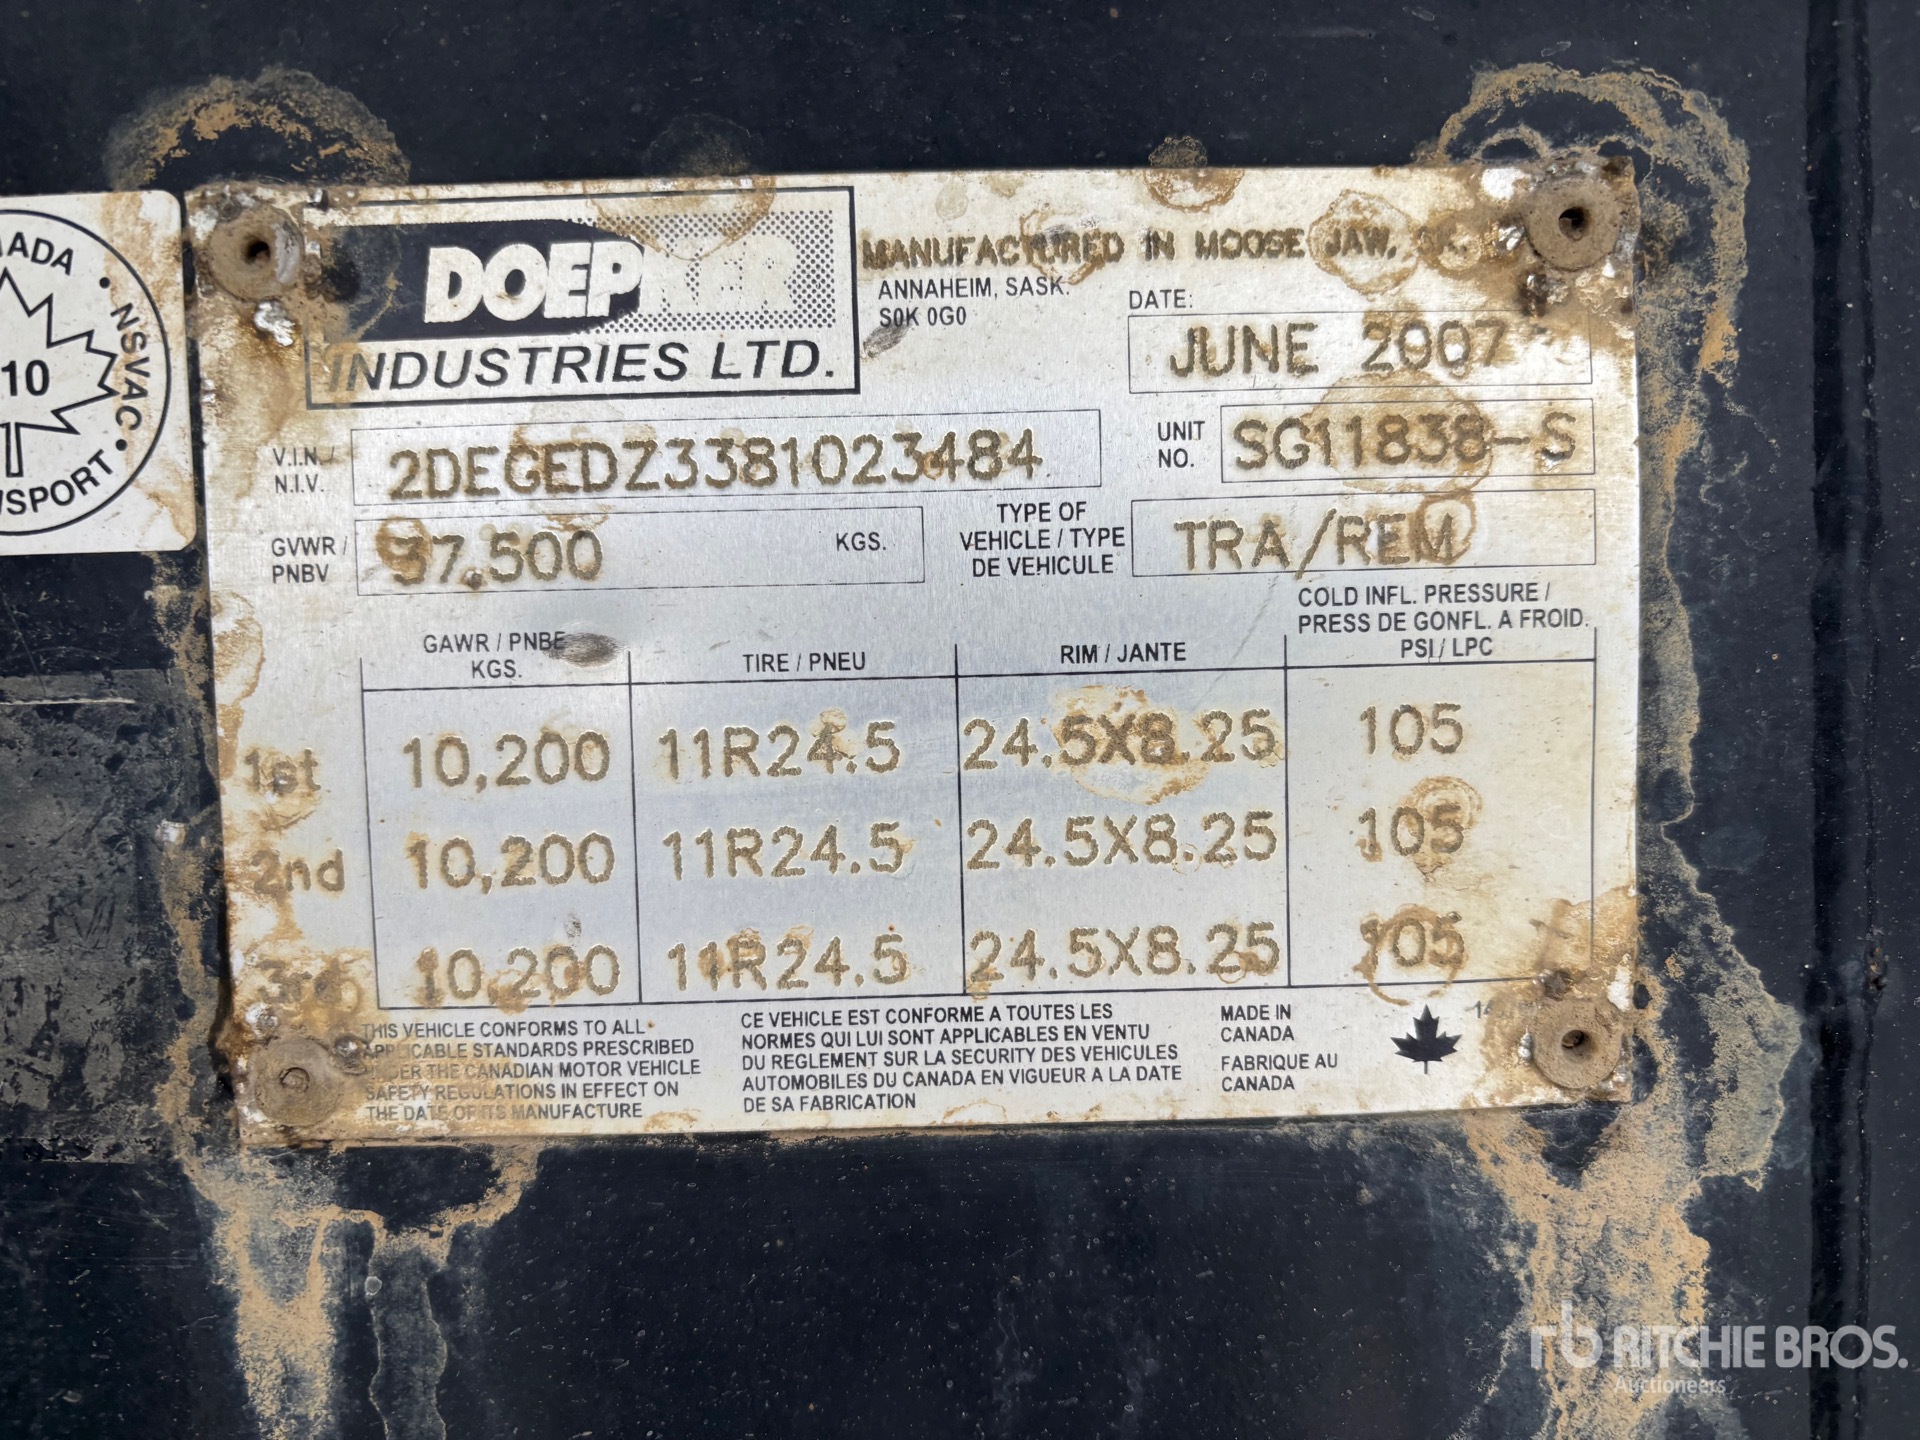 NADA • NSVAC •
10
1
NSPORT
DOEPKER
INDUSTRIES LTD.
MANUFACTURED IN MOOSE JAW,
ANNAHEIM, SASK.
S0K 0G0
DATE:
JUNE 2007
V.I.N. /
N.I.V.
2DEGEDZ3381023484
UNIT
NO.
SG11838-S
GVWR /
PNBV
37,500 KGS.
TYPE OF
VEHICLE / TYPE
DE VEHICULE
TRA/REM
GAWR / PNBE
KGS.
TIRE / PNEU
RIM / JANTE
COLD INFL. PRESSURE /
PRESS DE GONFL. A FROID.
PSI / LPC
1st 10,200 11R24.5 24.5X8.25 105
2nd 10,200 11R24.5 24.5X8.25 105
3rd 10,200 11R24.5 24.5X8.25 105
THIS VEHICLE CONFORMS TO ALL
APPLICABLE STANDARDS PRESCRIBED
UNDER THE CANADIAN MOTOR VEHICLE
SAFETY REGULATIONS IN EFFECT ON
THE DATE OF ITS MANUFACTURE
CE VEHICULE EST CONFORME A TOUTES LES
NORMES QUI LUI SONT APPLICABLES EN VENTU
DU REGLEMENT SUR LA SECURITY DES VEHICULES
AUTOMOBILES DU CANADA EN VIGUEUR A LA DATE
DE SA FABRICATION
MADE IN
CANADA
FABRIQUE AU
CANADA
rb RITCHIE BROS.
Auctioneers